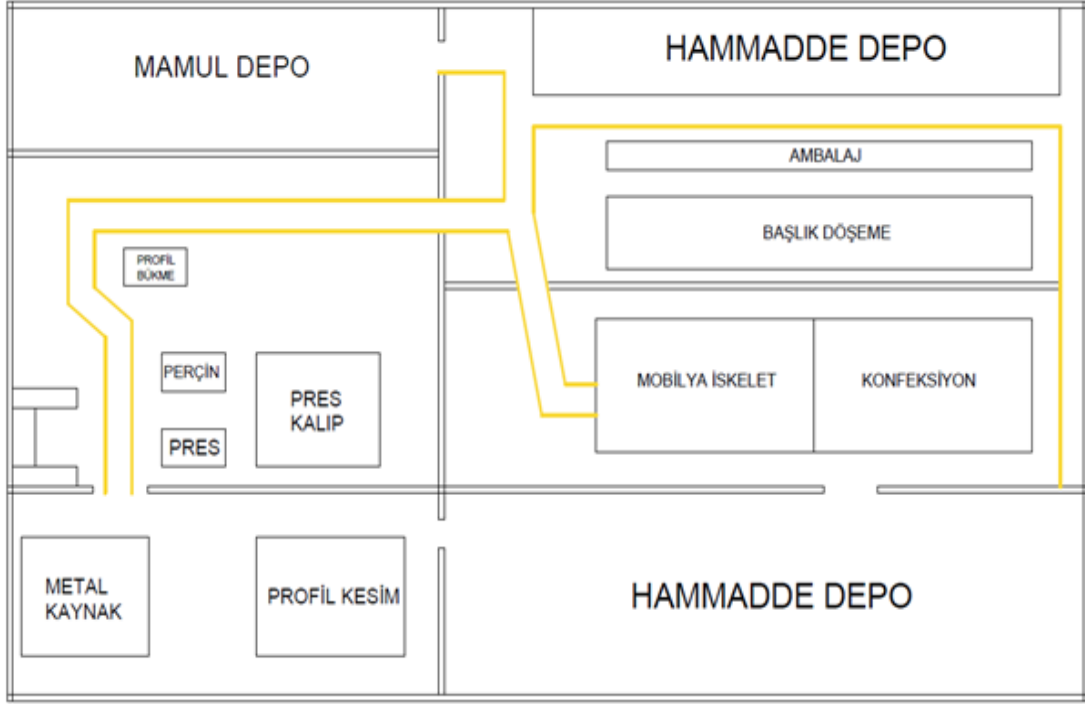 MAMUL DEPO
HAMMADDE DEPO
AMBALAJ
BAŞLIK DÖŞEME
PROFİL
BÜKME
PERÇİN
PRES
KALIP
PRES
MOBİLYA İSKELET
KONFEKSİYON
METAL
KAYNAK
PROFİL KESİM
HAMMADDE DEPO